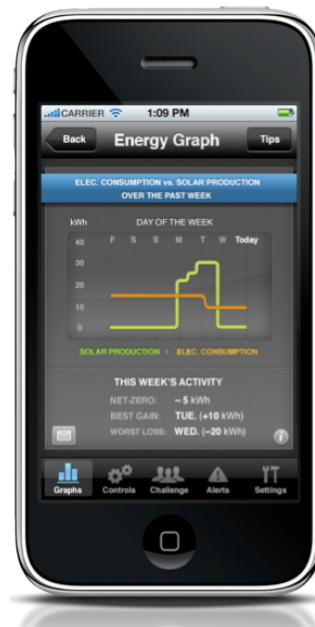 CARRIER 1:09 PM
Back Energy Graph Tips
ELEC. CONSUMPTION vs. SOLAR PRODUCTION
OVER THE PAST WEEK
kWh DAY OF THE WEEK
40 F S S M T W Today
30
20
10
0
SOLAR PRODUCTION | ELEC. CONSUMPTION
THIS WEEK'S ACTIVITY
NET-ZERO: – 5 kWh
BEST GAIN: TUE. (+10 kWh)
WORST LOSS: WED. (–20 kWh)
i
Graphs Controls Challenge Alerts Settings